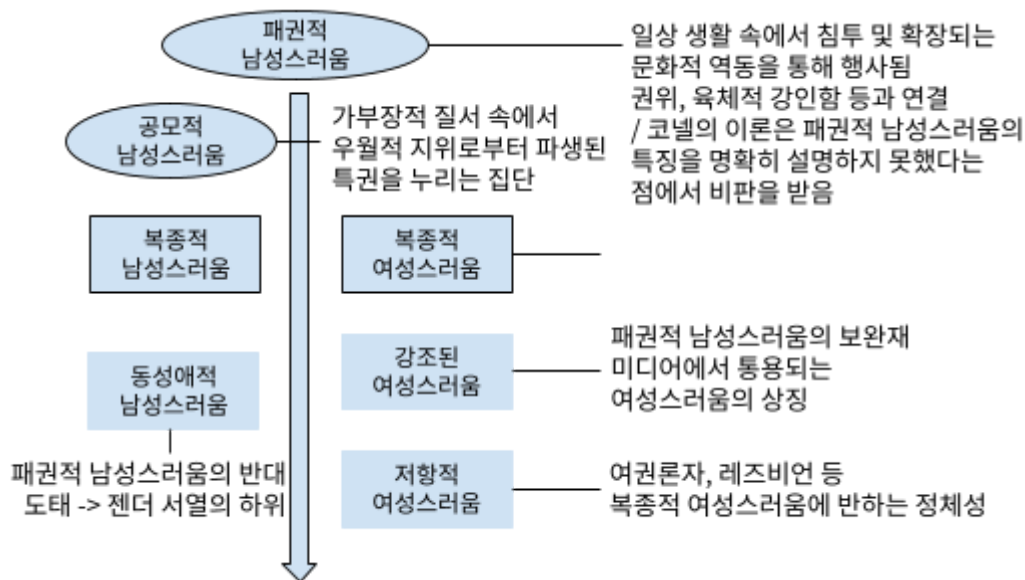 패권적
남성스러움
일상 생활 속에서 침투 및 확장되는
문화적 역동을 통해 행사됨
권위, 육체적 강인함 등과 연결
/ 코넬의 이론은 패권적 남성스러움의
특징을 명확히 설명하지 못했다는
점에서 비판을 받음
공모적
남성스러움
가부장적 질서 속에서
우월적 지위로부터 파생된
특권을 누리는 집단
복종적
남성스러움
복종적
여성스러움
동성애적
남성스러움
강조된
여성스러움
패권적 남성스러움의 보완재
미디어에서 통용되는
여성스러움의 상징
패권적 남성스러움의 반대
도태 -> 젠더 서열의 하위
저항적
여성스러움
여권론자, 레즈비언 등
복종적 여성스러움에 반하는 정체성